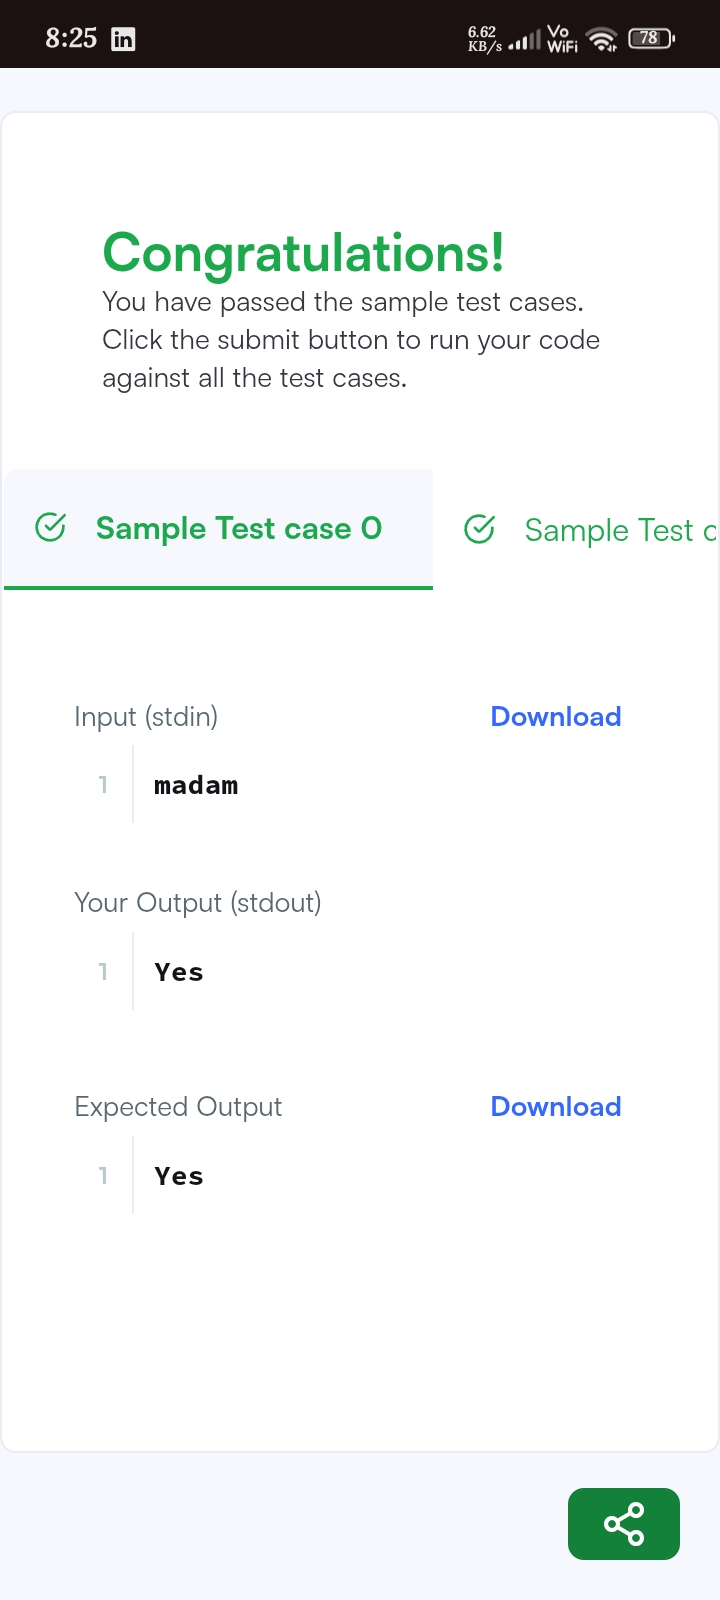 8:25 in 6.62 KB/s Vo WiFi 78
Congratulations!
You have passed the sample test cases.
Click the submit button to run your code
against all the test cases.
Sample Test case 0 Sample Test c
Input (stdin) Download
1 madam
Your Output (stdout)
1 Yes
Expected Output Download
1 Yes